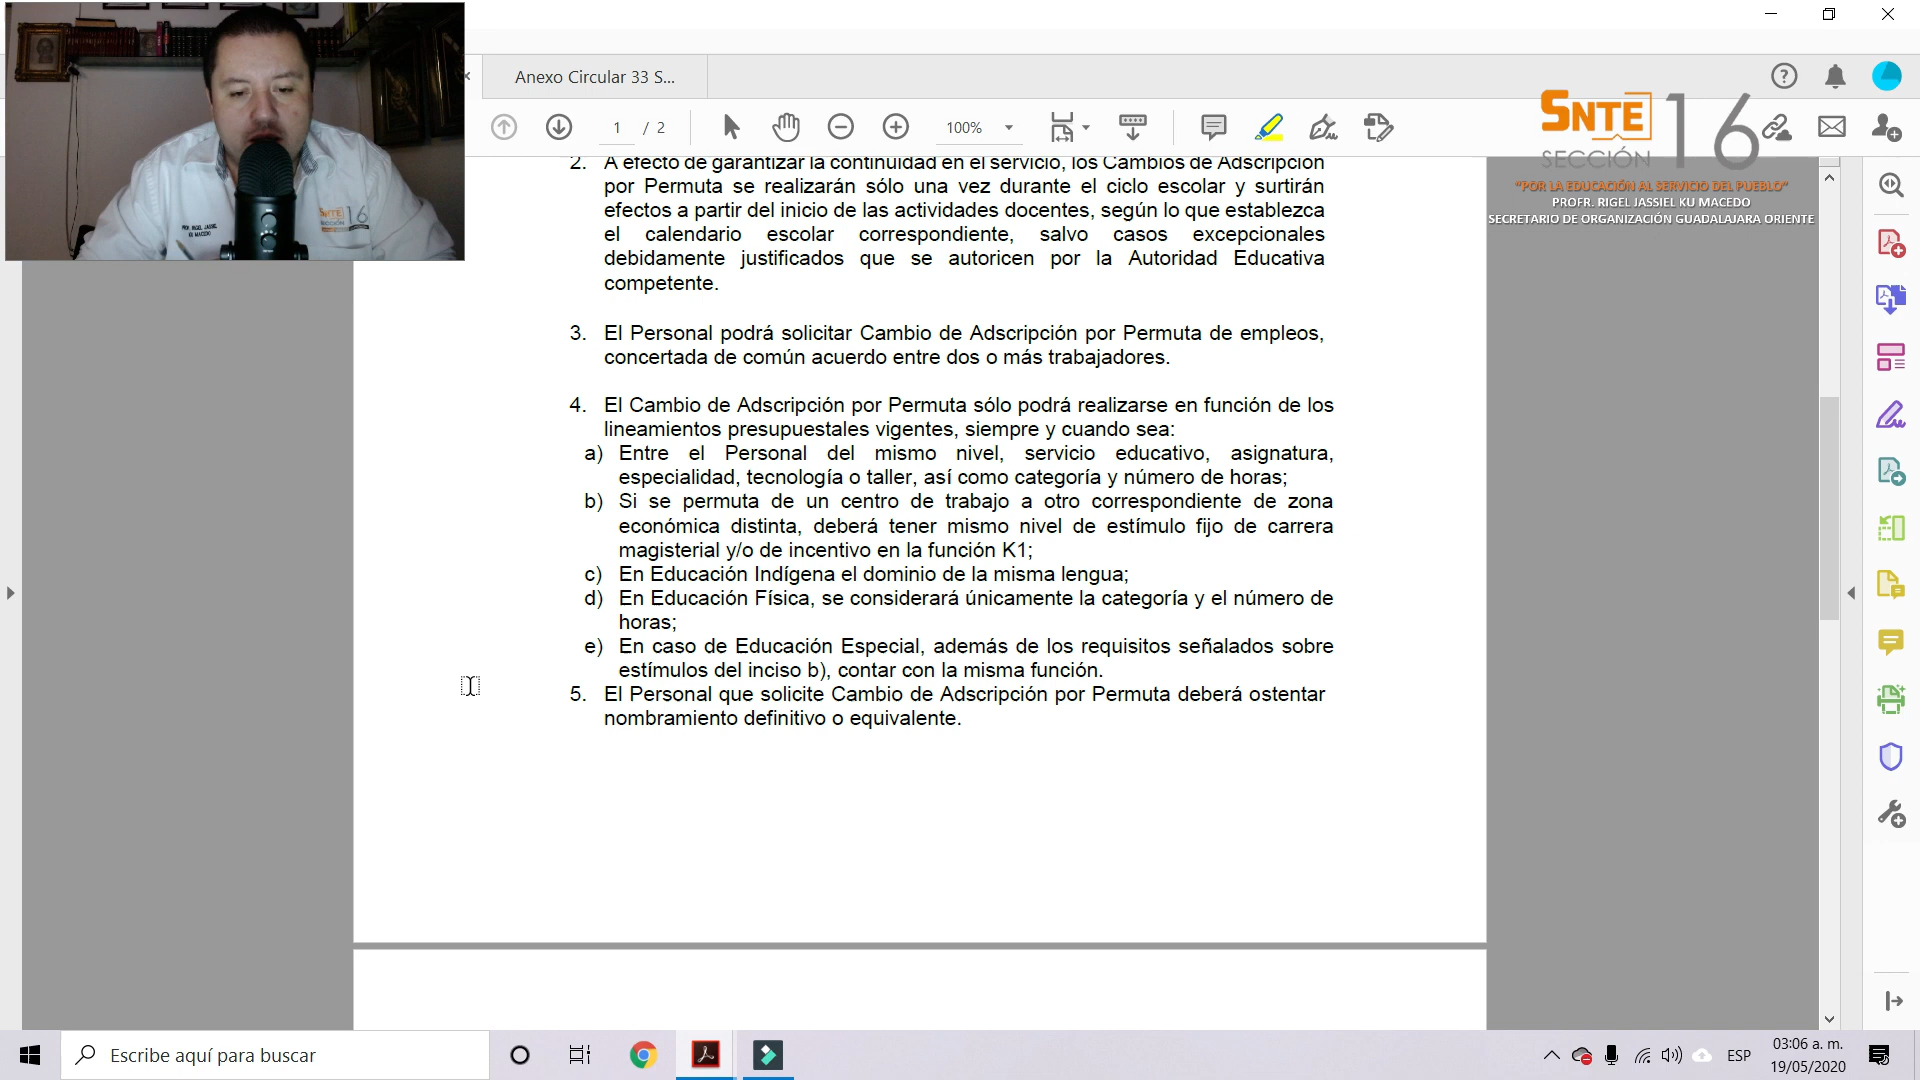 Anexo Circular 33 S...
1 / 2
100%
SNTE 16
SECCIÓN
"POR LA EDUCACIÓN AL SERVICIO DEL PUEBLO"
PROFR. RIGEL JASSIEL KU MACEDO
SECRETARIO DE ORGANIZACIÓN GUADALAJARA ORIENTE
PROF. RIGEL JASSIEL
KU MACEDO
SNTE 16
2. A efecto de garantizar la continuidad en el servicio, los Cambios de Adscripción
por Permuta se realizarán sólo una vez durante el ciclo escolar y surtirán
efectos a partir del inicio de las actividades docentes, según lo que establezca
el calendario escolar correspondiente, salvo casos excepcionales
debidamente justificados que se autoricen por la Autoridad Educativa
competente.
3. El Personal podrá solicitar Cambio de Adscripción por Permuta de empleos,
concertada de común acuerdo entre dos o más trabajadores.
4. El Cambio de Adscripción por Permuta sólo podrá realizarse en función de los
lineamientos presupuestales vigentes, siempre y cuando sea:
a) Entre el Personal del mismo nivel, servicio educativo, asignatura,
especialidad, tecnología o taller, así como categoría y número de horas;
b) Si se permuta de un centro de trabajo a otro correspondiente de zona
económica distinta, deberá tener mismo nivel de estímulo fijo de carrera
magisterial y/o de incentivo en la función K1;
c) En Educación Indígena el dominio de la misma lengua;
d) En Educación Física, se considerará únicamente la categoría y el número de
horas;
e) En caso de Educación Especial, además de los requisitos señalados sobre
estímulos del inciso b), contar con la misma función.
5. El Personal que solicite Cambio de Adscripción por Permuta deberá ostentar
nombramiento definitivo o equivalente.
Escribe aquí para buscar
ESP
03:06 a. m.
19/05/2020